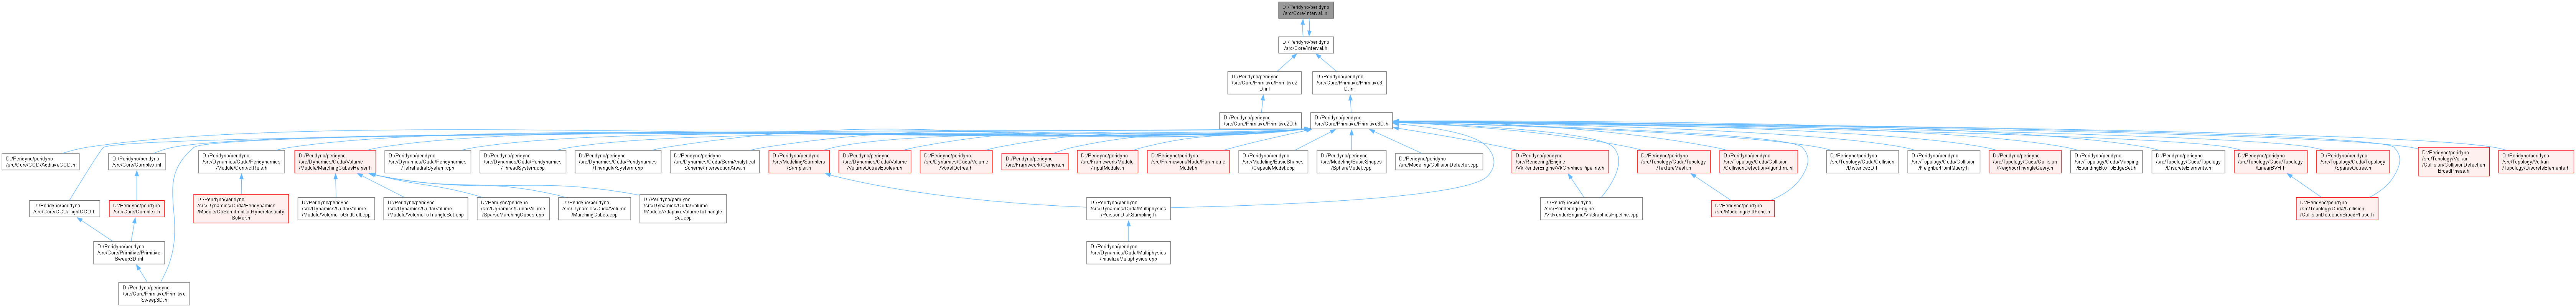 D:/Peridyno/peridyno
/src/Core/Interval.inl
D:/Peridyno/peridyno
/src/Core/Interval.h
D:/Peridyno/peridyno
/src/Core/Primitive/Primitive2
D.inl
D:/Peridyno/peridyno
/src/Core/Primitive/Primitive3
D.inl
D:/Peridyno/peridyno
/src/Core/Primitive/Primitive2D.h
D:/Peridyno/peridyno
/src/Core/Primitive/Primitive3D.h
D:/Peridyno/peridyno
/src/Core/CCD/AdditiveCCD.h
D:/Peridyno/peridyno
/src/Core/Complex.inl
D:/Peridyno/peridyno
/src/Dynamics/Cuda/Peridynamics
/Module/ContactRule.h
D:/Peridyno/peridyno
/src/Dynamics/Cuda/Volume
/Module/MarchingCubesHelper.h
D:/Peridyno/peridyno
/src/Dynamics/Cuda/Peridynamics
/TetrahedralSystem.cpp
D:/Peridyno/peridyno
/src/Dynamics/Cuda/Peridynamics
/ThreadSystem.cpp
D:/Peridyno/peridyno
/src/Dynamics/Cuda/Peridynamics
/TriangularSystem.cpp
D:/Peridyno/peridyno
/src/Dynamics/Cuda/SemiAnalytical
Scheme/IntersectionArea.h
D:/Peridyno/peridyno
/src/Modeling/Samplers
/Sampler.h
D:/Peridyno/peridyno
/src/Dynamics/Cuda/Volume
/VolumeOctreeBoolean.h
D:/Peridyno/peridyno
/src/Dynamics/Cuda/Volume
/VoxelOctree.h
D:/Peridyno/peridyno
/src/Framework/Camera.h
D:/Peridyno/peridyno
/src/Framework/Module
/InputModule.h
D:/Peridyno/peridyno
/src/Framework/Node/Parametric
Model.h
D:/Peridyno/peridyno
/src/Modeling/BasicShapes
/CapsuleModel.cpp
D:/Peridyno/peridyno
/src/Modeling/BasicShapes
/SphereModel.cpp
D:/Peridyno/peridyno
/src/Modeling/CollisionDetector.cpp
D:/Peridyno/peridyno
/src/Rendering/Engine
/VkRenderEngine/VkGraphicsPipeline.h
D:/Peridyno/peridyno
/src/Topology/Cuda/Topology
/TextureMesh.h
D:/Peridyno/peridyno
/src/Topology/Cuda/Collision
/CollisionDetectionAlgorithm.inl
D:/Peridyno/peridyno
/src/Topology/Cuda/Collision
/Distance3D.h
D:/Peridyno/peridyno
/src/Topology/Cuda/Collision
/NeighborPointQuery.h
D:/Peridyno/peridyno
/src/Topology/Cuda/Collision
/NeighborTriangleQuery.h
D:/Peridyno/peridyno
/src/Topology/Cuda/Mapping
/BoundingBoxToEdgeSet.h
D:/Peridyno/peridyno
/src/Topology/Cuda/Topology
/DiscreteElements.h
D:/Peridyno/peridyno
/src/Topology/Cuda/Topology
/LinearBVH.h
D:/Peridyno/peridyno
/src/Topology/Cuda/Topology
/SparseOctree.h
D:/Peridyno/peridyno
/src/Topology/Vulkan
/Collision/CollisionDetection
BroadPhase.h
D:/Peridyno/peridyno
/src/Topology/Vulkan
/Topology/DiscreteElements.h
D:/Peridyno/peridyno
/src/Core/CCD/TightCCD.h
D:/Peridyno/peridyno
/src/Core/Complex.h
D:/Peridyno/peridyno
/src/Dynamics/Cuda/Peridynamics
/Module/CoSemiImplicitHyperelasticity
Solver.h
D:/Peridyno/peridyno
/src/Dynamics/Cuda/Volume
/Module/VolumeToGridCell.cpp
D:/Peridyno/peridyno
/src/Dynamics/Cuda/Volume
/Module/VolumeToTriangleSet.cpp
D:/Peridyno/peridyno
/src/Dynamics/Cuda/Volume
/SparseMarchingCubes.cpp
D:/Peridyno/peridyno
/src/Dynamics/Cuda/Volume
/MarchingCubes.cpp
D:/Peridyno/peridyno
/src/Dynamics/Cuda/Volume
/Module/AdaptiveVolumeToTriangle
Set.cpp
D:/Peridyno/peridyno
/src/Dynamics/Cuda/Multiphysics
/PoissonDiskSampling.h
D:/Peridyno/peridyno
/src/Rendering/Engine
/VkRenderEngine/VkGraphicsPipeline.cpp
D:/Peridyno/peridyno
/src/Modeling/GltfFunc.h
D:/Peridyno/peridyno
/src/Topology/Cuda/Collision
/CollisionDetectionBroadPhase.h
D:/Peridyno/peridyno
/src/Core/Primitive/Primitive
Sweep3D.inl
D:/Peridyno/peridyno
/src/Dynamics/Cuda/Multiphysics
/initializeMultiphysics.cpp
D:/Peridyno/peridyno
/src/Core/Primitive/Primitive
Sweep3D.h